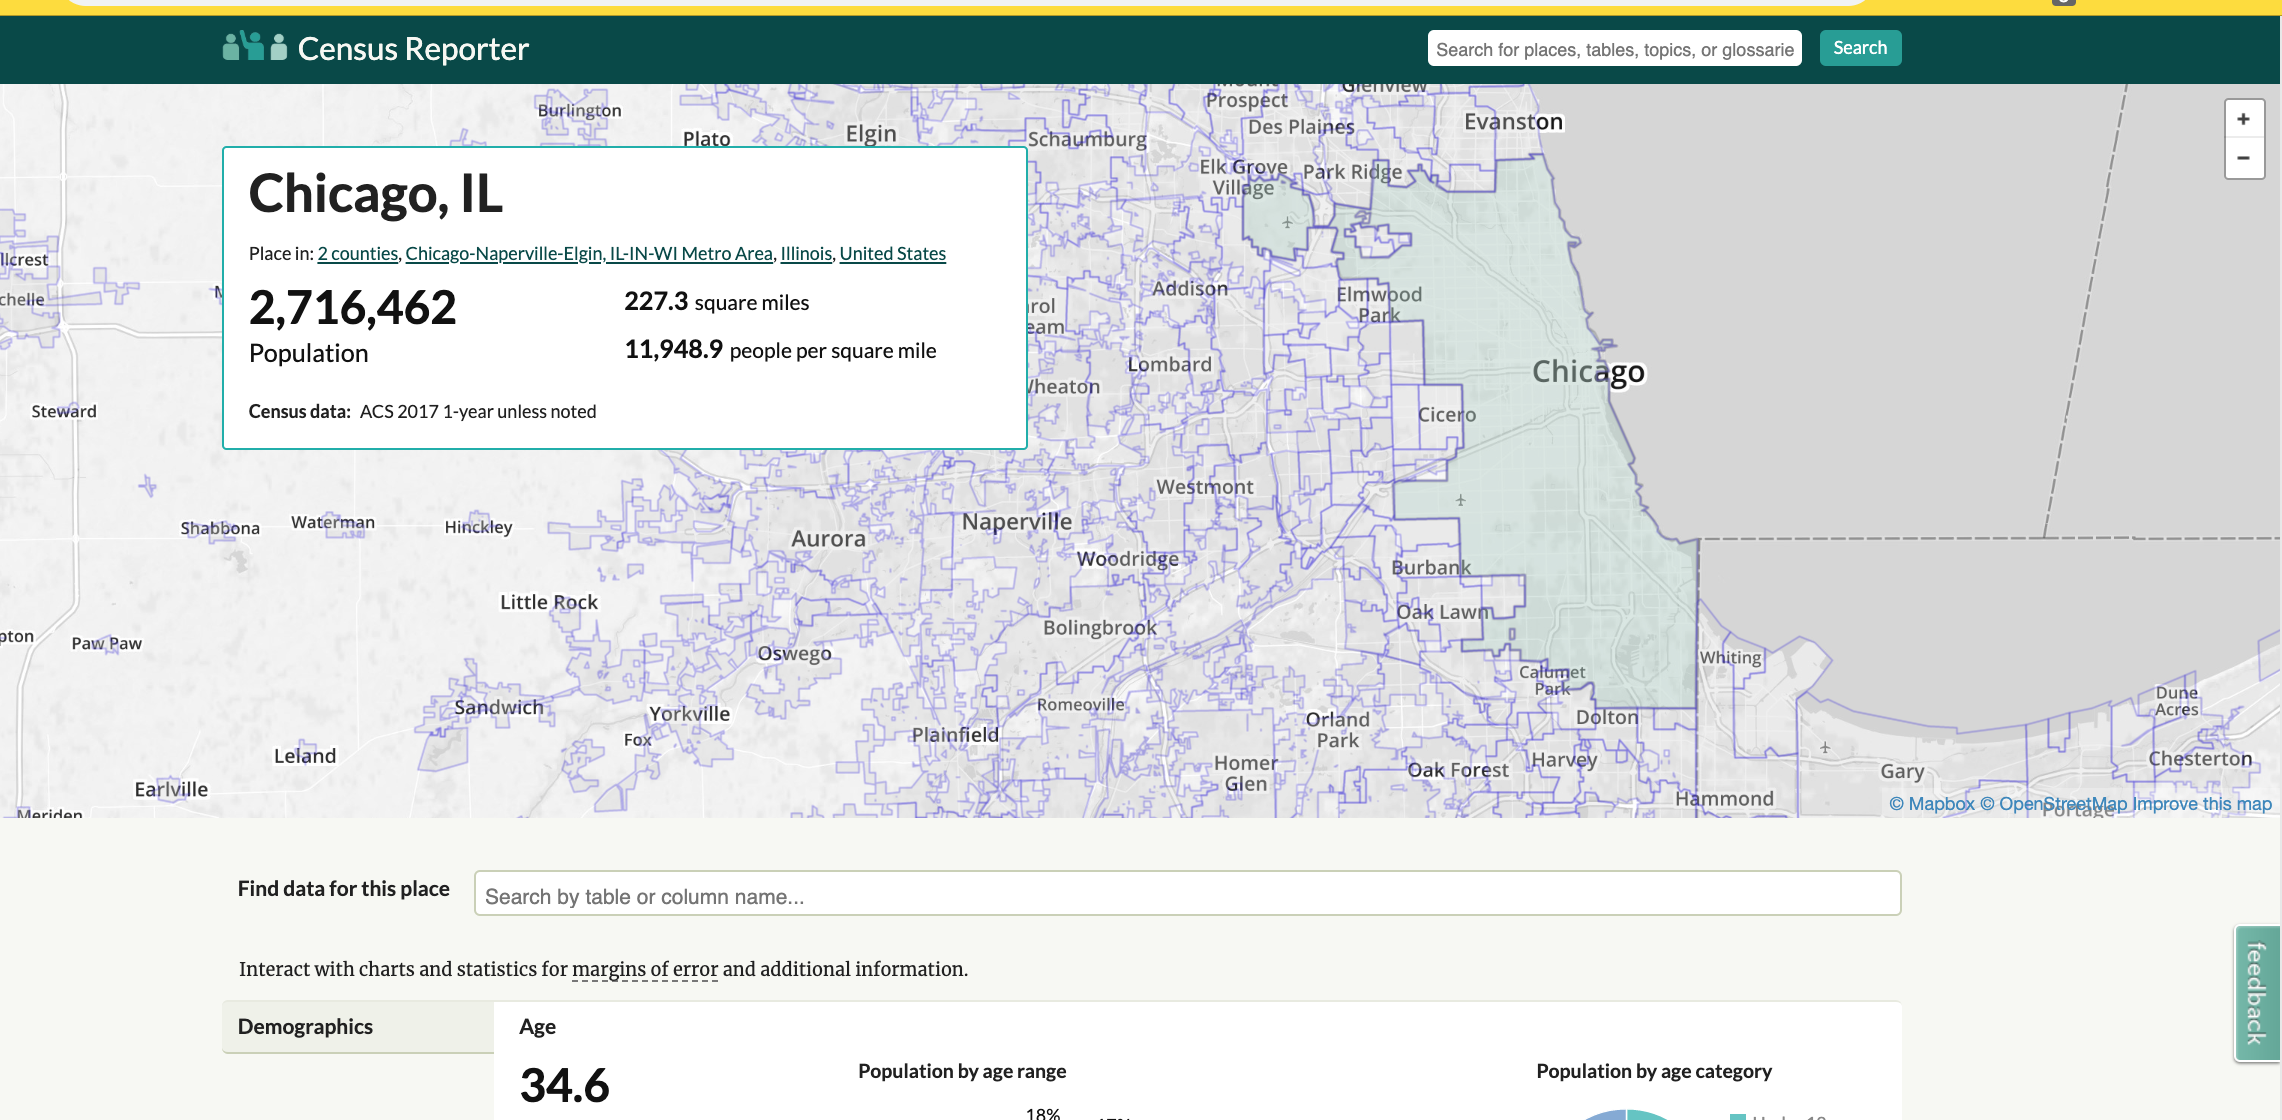 Census Reporter
Search for places, tables, topics, or glossarie
Search
Burlington
Plato
Elgin
Schaumburg
Prospect
Glenview
Des Plaines
Evanston
+
−
Elk Grove
Village
Park Ridge
Chicago, IL
Place in: 2 counties, Chicago-Naperville-Elgin, IL-IN-WI Metro Area, Illinois, United States
2,716,462
Population
227.3 square miles
11,948.9 people per square mile
Census data: ACS 2017 1-year unless noted
llcrest
chelle
Addison
Elmwood
Park
rol
eam
Lombard
Wheaton
Chicago
Steward
Cicero
Westmont
Shabbona
Waterman
Hinckley
Aurora
Naperville
Woodridge
Burbank
Little Rock
Oak Lawn
Bolingbrook
pton
Paw Paw
Oswego
Whiting
Calumet
Park
Sandwich
Yorkville
Fox
Plainfield
Romeoville
Orland
Park
Dolton
Dune
Acres
Leland
Homer
Glen
Oak Forest
Harvey
Gary
Chesterton
Earlville
Hammond
Meriden
© Mapbox © OpenStreetMap Improve this map
Portage
Find data for this place
Search by table or column name...
feedback
Interact with charts and statistics for margins of error and additional information.
Demographics
Age
34.6
Population by age range
Population by age category
18%